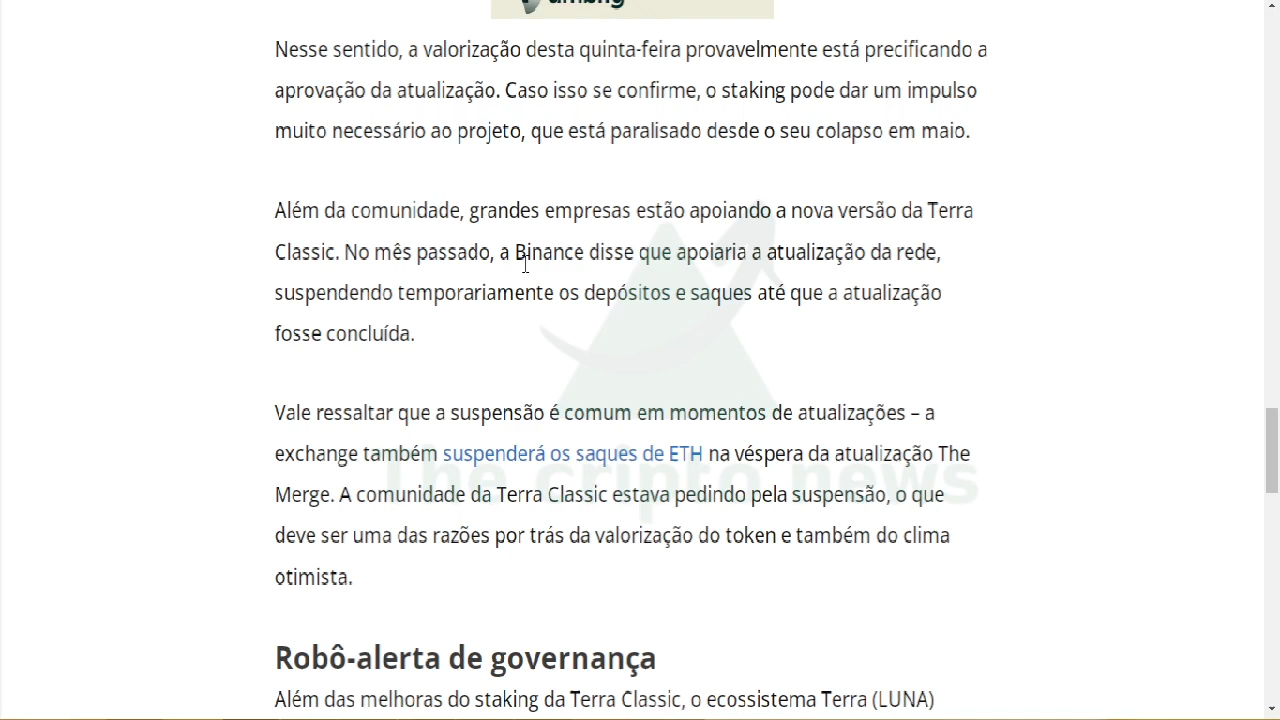 Nesse sentido, a valorização desta quinta-feira provavelmente está precificando a
aprovação da atualização. Caso isso se confirme, o staking pode dar um impulso
muito necessário ao projeto, que está paralisado desde o seu colapso em maio.
Além da comunidade, grandes empresas estão apoiando a nova versão da Terra
Classic. No mês passado, a Binance disse que apoiaria a atualização da rede,
suspendendo temporariamente os depósitos e saques até que a atualização
fosse concluída.
Vale ressaltar que a suspensão é comum em momentos de atualizações – a
exchange também suspenderá os saques de ETH na véspera da atualização The
Merge. A comunidade da Terra Classic estava pedindo pela suspensão, o que
deve ser uma das razões por trás da valorização do token e também do clima
otimista.
The cripto news
Robô-alerta de governança
Além das melhoras do staking da Terra Classic, o ecossistema Terra (LUNA)